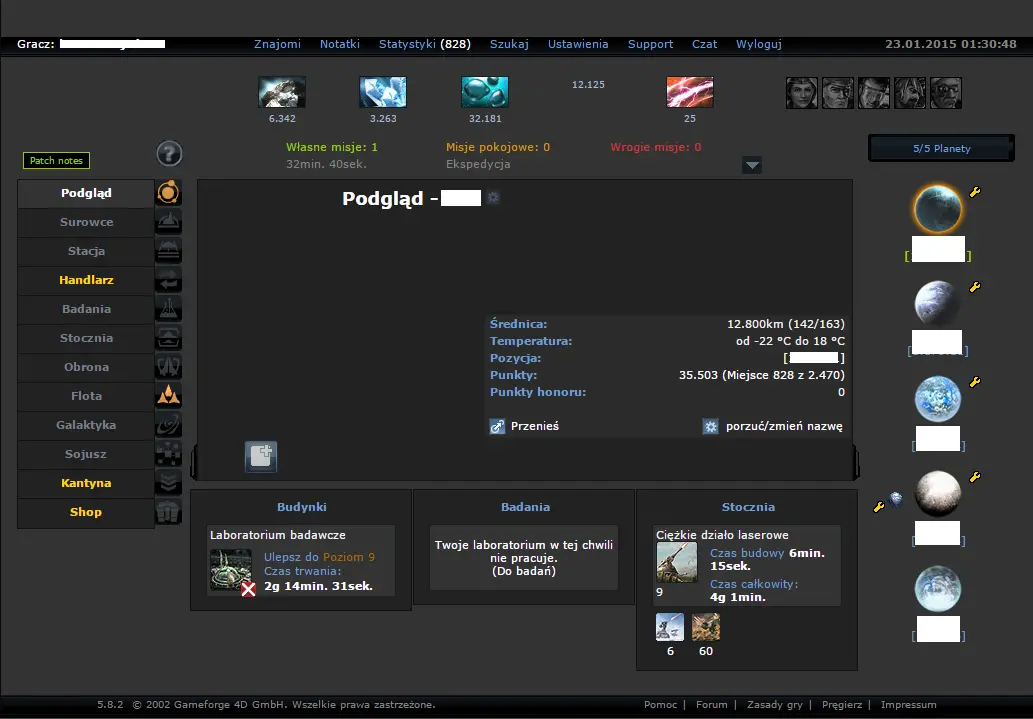 Gracz:
Znajomi Notatki Statystyki (828) Szukaj Ustawienia Support Czat Wyloguj
23.01.2015 01:30:48
6.342 3.263 32.181 12.125 25
Własne misje: 1 Misje pokojowe: 0 Wrogie misje: 0
32min. 40sek. Ekspedycja
5/5 Planety
Patch notes
?
Podgląd
Surowce
Stacja
Handlarz
Badania
Stocznia
Obrona
Flota
Galaktyka
Sojusz
Kantyna
Shop
Podgląd -
Średnica: 12.800km (142/163)
Temperatura: od -22 °C do 18 °C
Pozycja: [ ]
Punkty: 35.503 (Miejsce 828 z 2.470)
Punkty honoru: 0
Przenieś porzuć/zmień nazwę
[ ]
[ ]
[ ]
[ ]
[ ]
Budynki
Laboratorium badawcze
Ulepsz do Poziom 9
Czas trwania:
2g 14min. 31sek.
Badania
Twoje laboratorium w tej chwili
nie pracuje.
(Do badań)
Stocznia
Ciężkie działo laserowe
Czas budowy 6min.
15sek.
Czas całkowity:
4g 1min.
9
6 60
5.8.2 © 2002 Gameforge 4D GmbH. Wszelkie prawa zastrzeżone.
Pomoc | Forum | Zasady gry | Pręgierz | Impressum